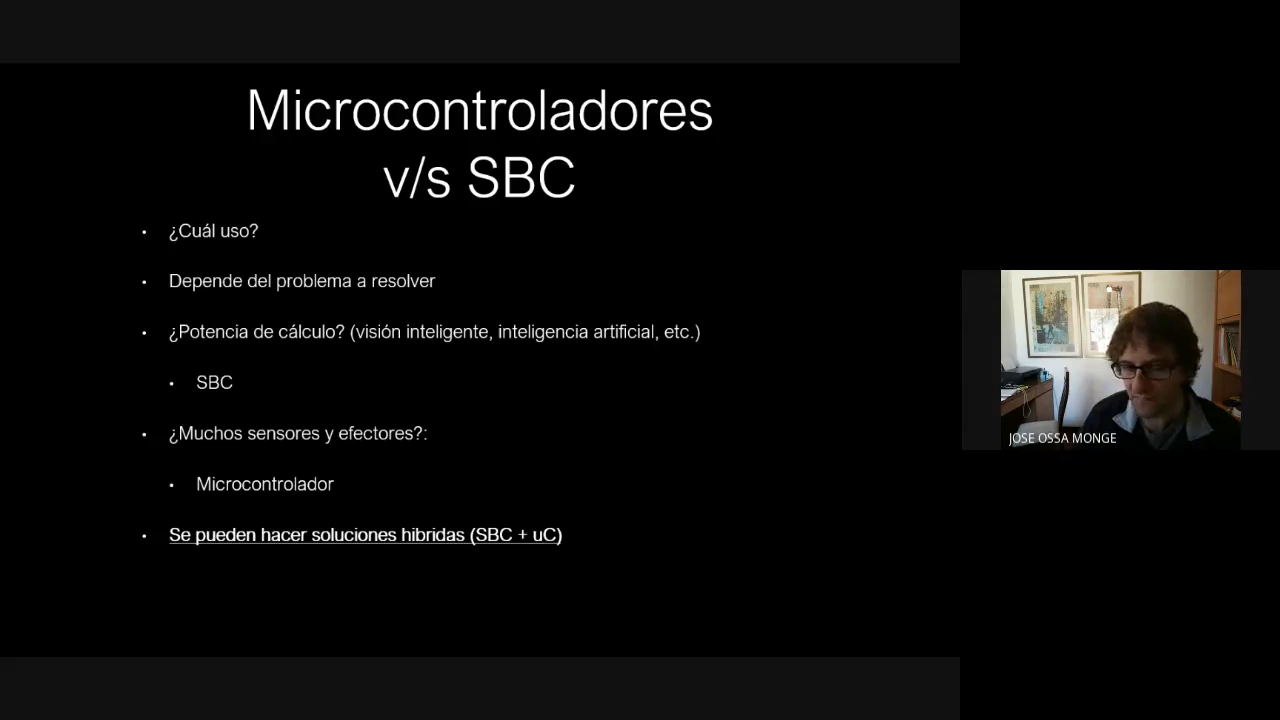 Microcontroladores
v/s SBC
• ¿Cuál uso?
• Depende del problema a resolver
• ¿Potencia de cálculo? (visión inteligente, inteligencia artificial, etc.)
• SBC
• ¿Muchos sensores y efectores?:
• Microcontrolador
• Se pueden hacer soluciones hibridas (SBC + uC)
JOSE OSSA MONGE